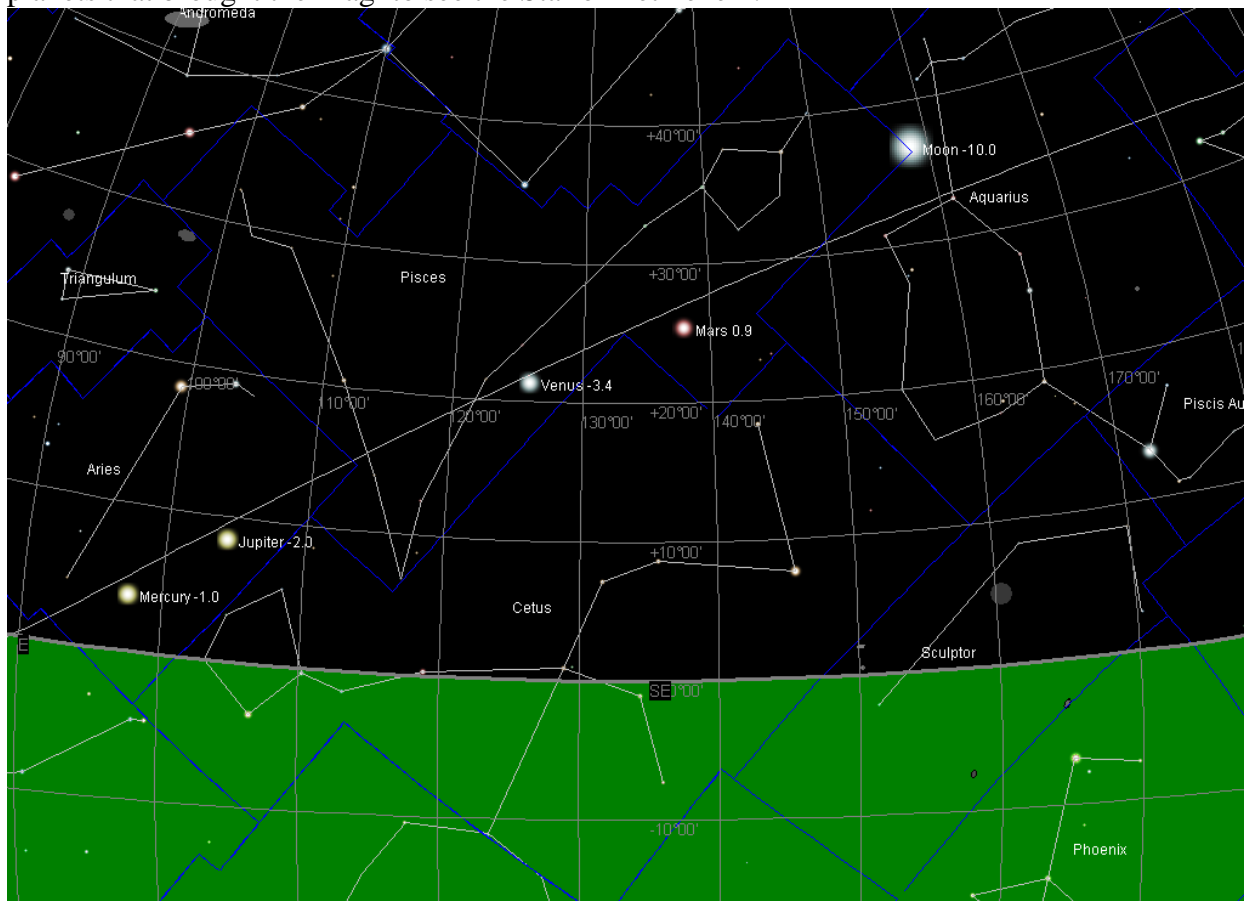 Andromeda
+40°00'
Moon -10.0
Aquarius
Triangulum
Pisces
+30°00'
Mars 0.9
90°00'
100°00'
110°00'
Venus -3.4
120°00'
130°00'
+20°00'
140°00'
150°00'
160°00'
170°00'
Piscis Au
Aries
Jupiter -2.0
+10°00'
Mercury -1.0
Cetus
E
Sculptor
SE
0°00'
-10°00'
Phoenix